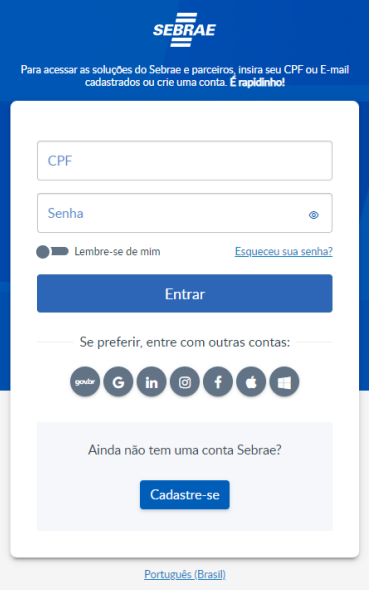 SEBRAE
Para acessar as soluções do Sebrae e parceiros, insira seu CPF ou E-mail
cadastrados ou crie uma conta. É rapidinho!
CPF
Senha
Lembre-se de mim
Esqueceu sua senha?
Entrar
Se preferir, entre com outras contas:
gov.br
G
in
f
Ainda não tem uma conta Sebrae?
Cadastre-se
Português (Brasil)